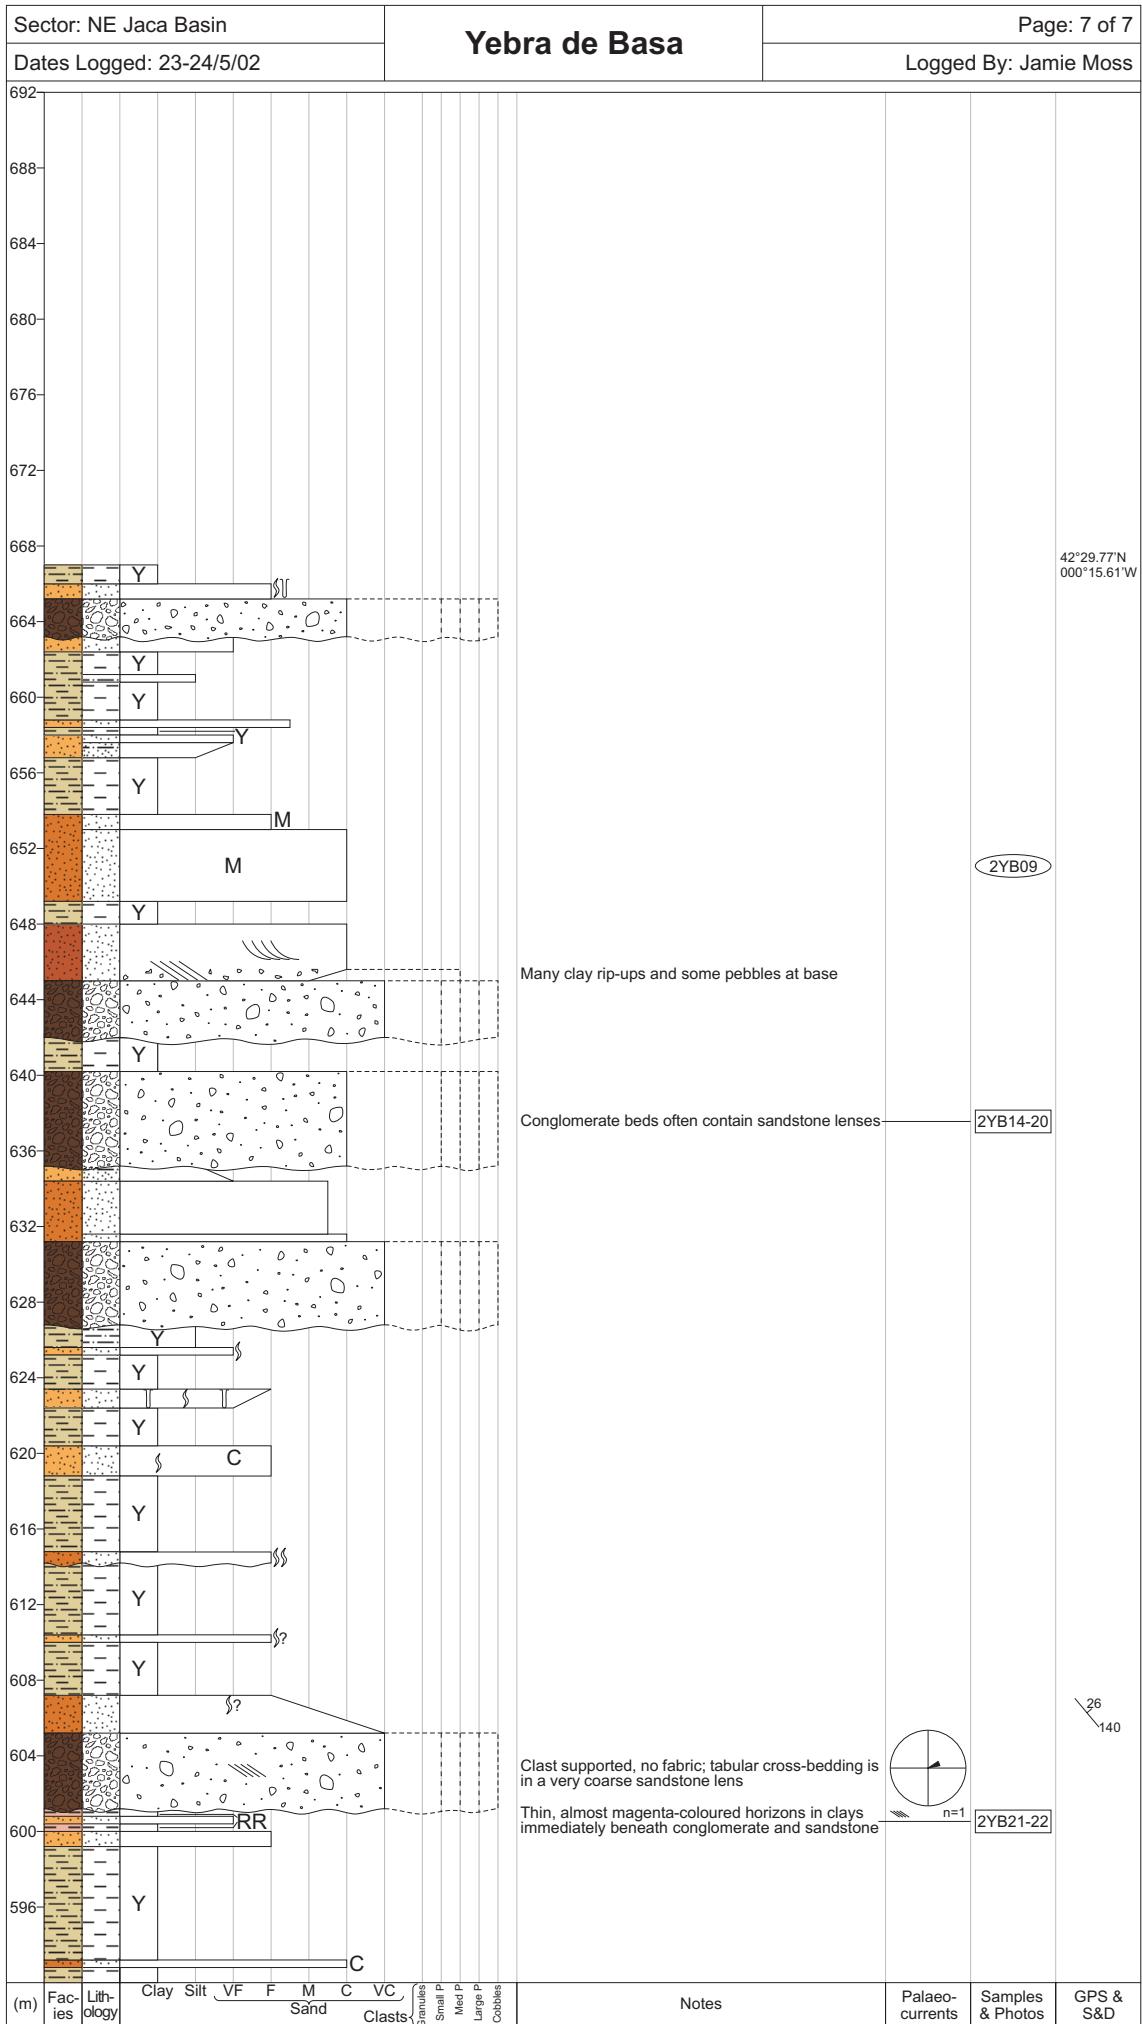 Sector: NE Jaca Basin
Dates Logged: 23-24/5/02
Yebra de Basa
Page: 7 of 7
Logged By: Jamie Moss
692
688
684
680
676
672
668
42°29.77'N
000°15.61'W
Y
664
Y
660
Y
Y
656
Y
M
652
M
2YB09
Y
648
Many clay rip-ups and some pebbles at base
644
Y
640
Conglomerate beds often contain sandstone lenses
2YB14-20
636
632
628
Y
624
Y
Y
620
C
Y
616
612
Y
?
608
Y
?
26
140
604
Clast supported, no fabric; tabular cross-bedding is
in a very coarse sandstone lens
n=1
Thin, almost magenta-coloured horizons in clays
immediately beneath conglomerate and sandstone
2YB21-22
600
RR
596
Y
C
(m)
Fac-
ies
Lith-
ology
Clay Silt VF F M C VC
Sand
Clasts
Granules
Small P
Med P
Large P
Cobbles
Notes
Palaeo-
currents
Samples
& Photos
GPS &
S&D